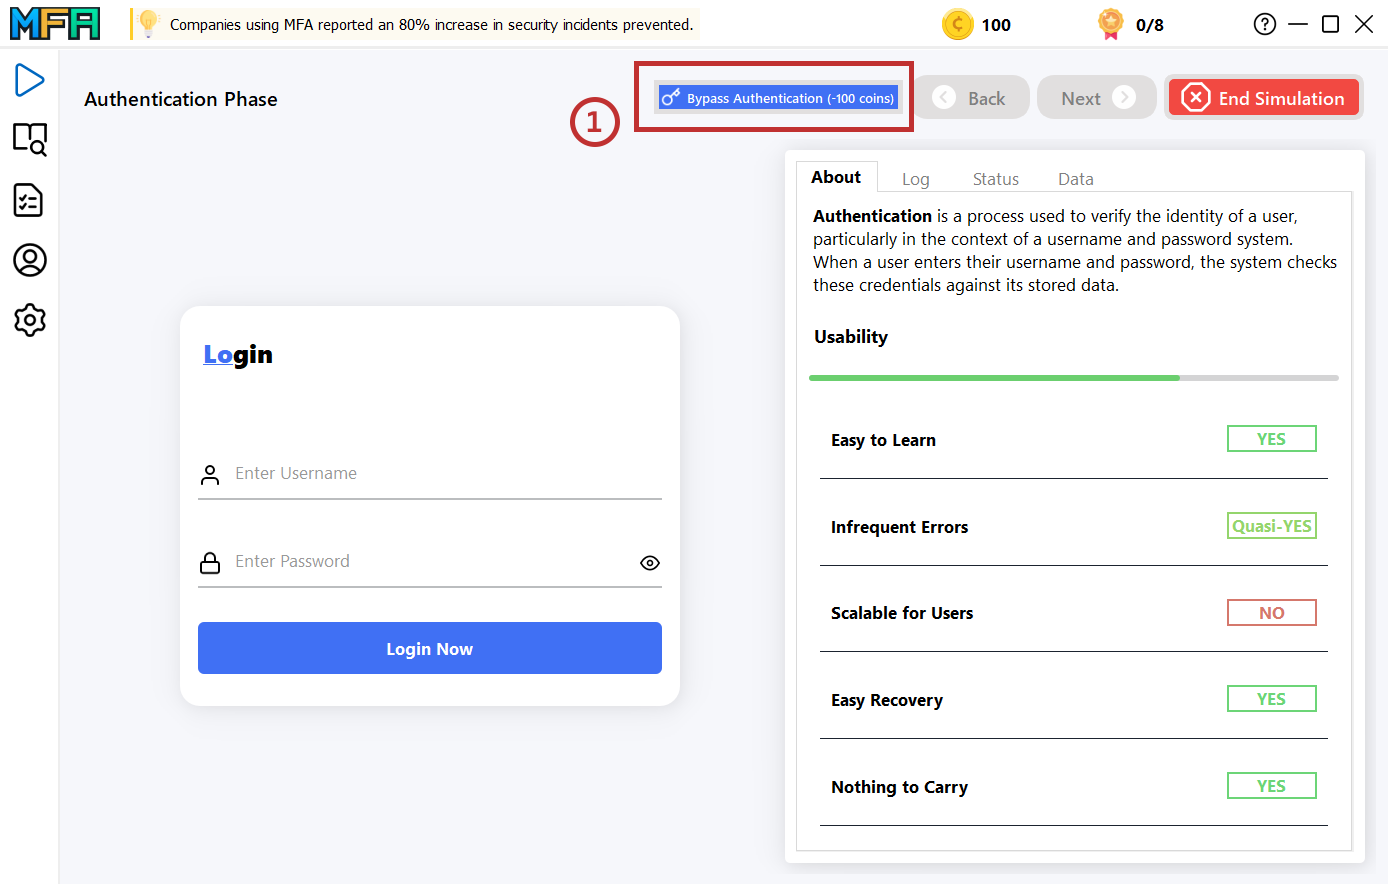 MFA
Companies using MFA reported an 80% increase in security incidents prevented.
100
0/8
Authentication Phase
1
Bypass Authentication (-100 coins)
Back
Next
End Simulation
About
Log
Status
Data
Authentication is a process used to verify the identity of a user,
particularly in the context of a username and password system.
When a user enters their username and password, the system checks
these credentials against its stored data.
Usability
Easy to Learn
YES
Infrequent Errors
Quasi-YES
Scalable for Users
NO
Easy Recovery
YES
Nothing to Carry
YES
Login
Enter Username
Enter Password
Login Now